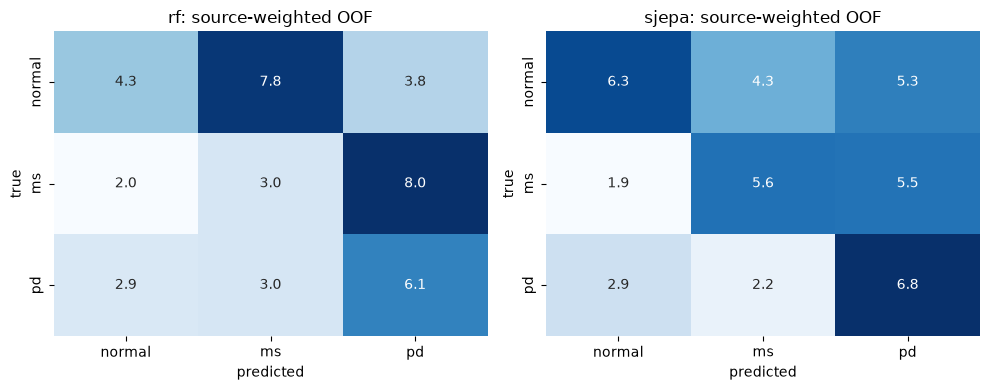 rf: source-weighted OOF
true
normal
4.3 7.8 3.8
ms
2.0 3.0 8.0
pd
2.9 3.0 6.1
normal ms pd
predicted
sjepa: source-weighted OOF
true
normal
6.3 4.3 5.3
ms
1.9 5.6 5.5
pd
2.9 2.2 6.8
normal ms pd
predicted